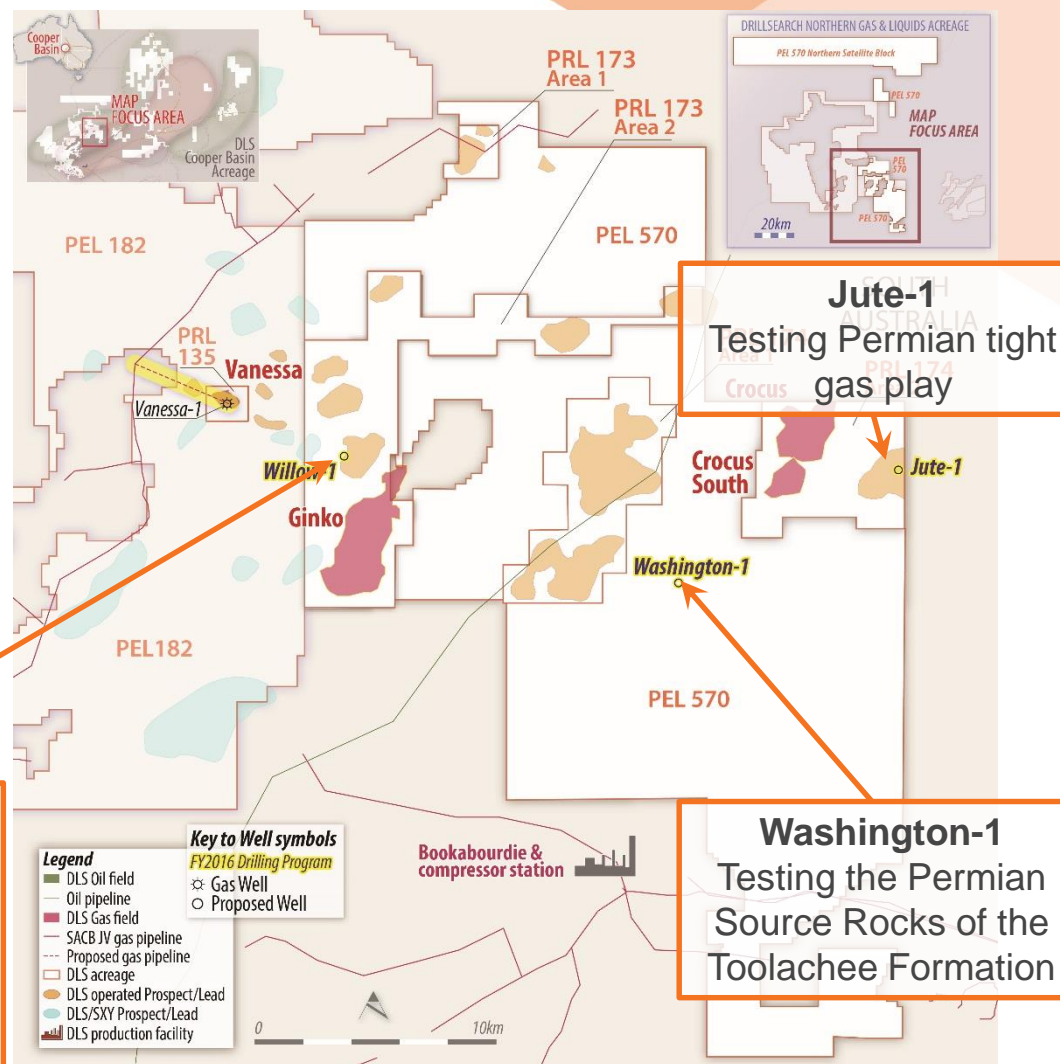 Cooper
Basin
MAP
FOCUS AREA
DLS
Cooper Basin
Acreage
DRILLSEARCH NORTHERN GAS & LIQUIDS ACREAGE
PEL 570 Northern Satellite Block
PEL 570
MAP
FOCUS AREA
PEL
570
PEL 570
20km
PRL 173
Area 1
PRL 173
Area 2
PEL 182
PEL 570
SOUTH
AUSTRALIA
Jute-1
Testing Permian tight
gas play
Area 1
PRL 174
Crocus
PRL
135
Vanessa
Vanessa-1
Willow-1
Ginko
Crocus
South
Jute-1
Washington-1
PEL182
PEL 570
Washington-1
Testing the Permian
Source Rocks of the
Toolachee Formation
Bookabourdie &
compressor station
Legend
DLS Oil field
Oil pipeline
DLS Gas field
SACB JV gas pipeline
Proposed gas pipeline
DLS acreage
DLS operated Prospect/Lead
DLS/SXY Prospect/Lead
DLS production facility
Key to Well symbols
FY2016 Drilling Program
Gas Well
Proposed Well
0 10km